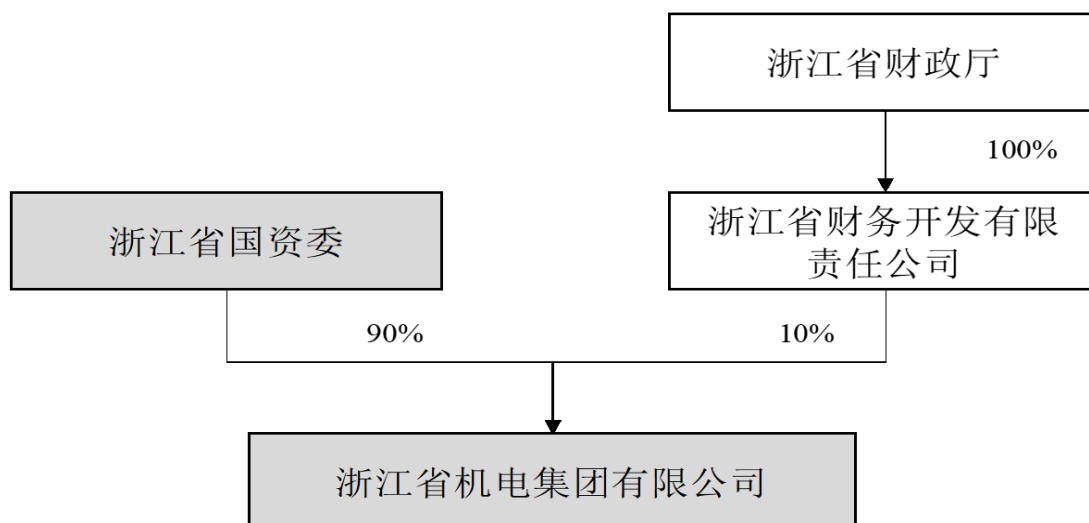 浙江省财政厅
100%
浙江省国资委
浙江省财务开发有限
责任公司
90%
10%
浙江省机电集团有限公司